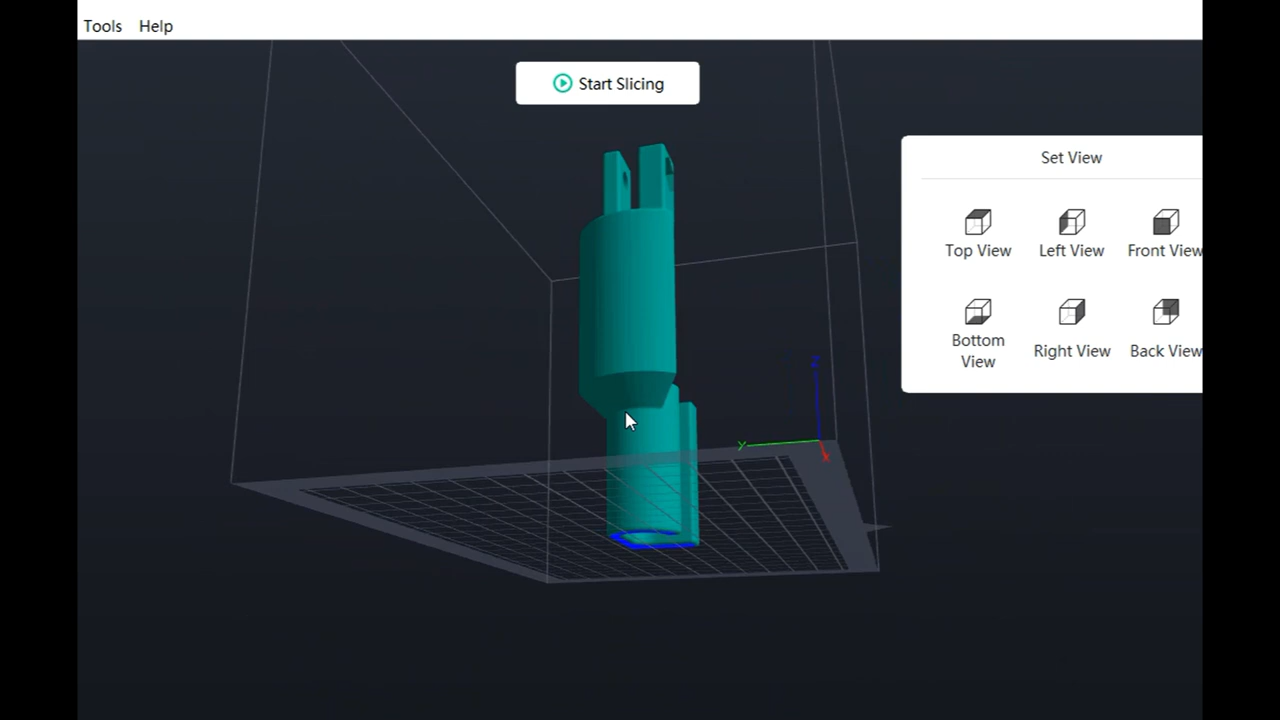 Tools Help
Start Slicing
Set View
Top View Left View Front View
Bottom
View
Right View Back View
Z
Y
X